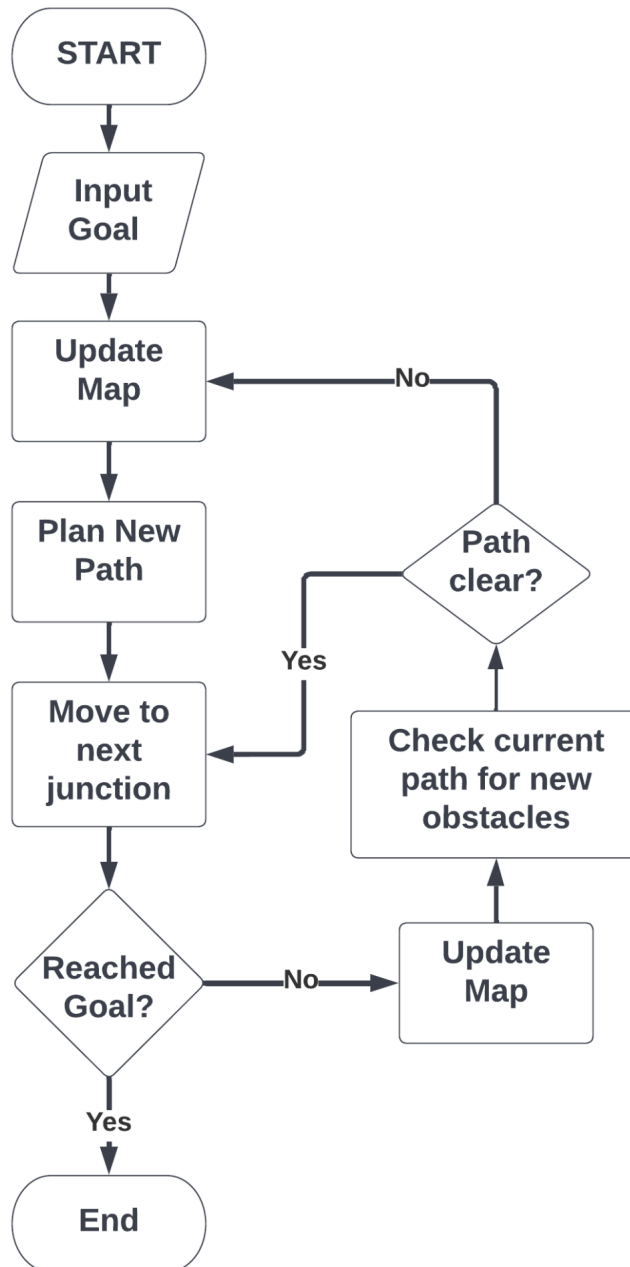 START
Input
Goal
Update
Map
No
Plan New
Path
Path
clear?
Yes
Move to
next
junction
Check current
path for new
obstacles
Reached
Goal?
No
Update
Map
Yes
End